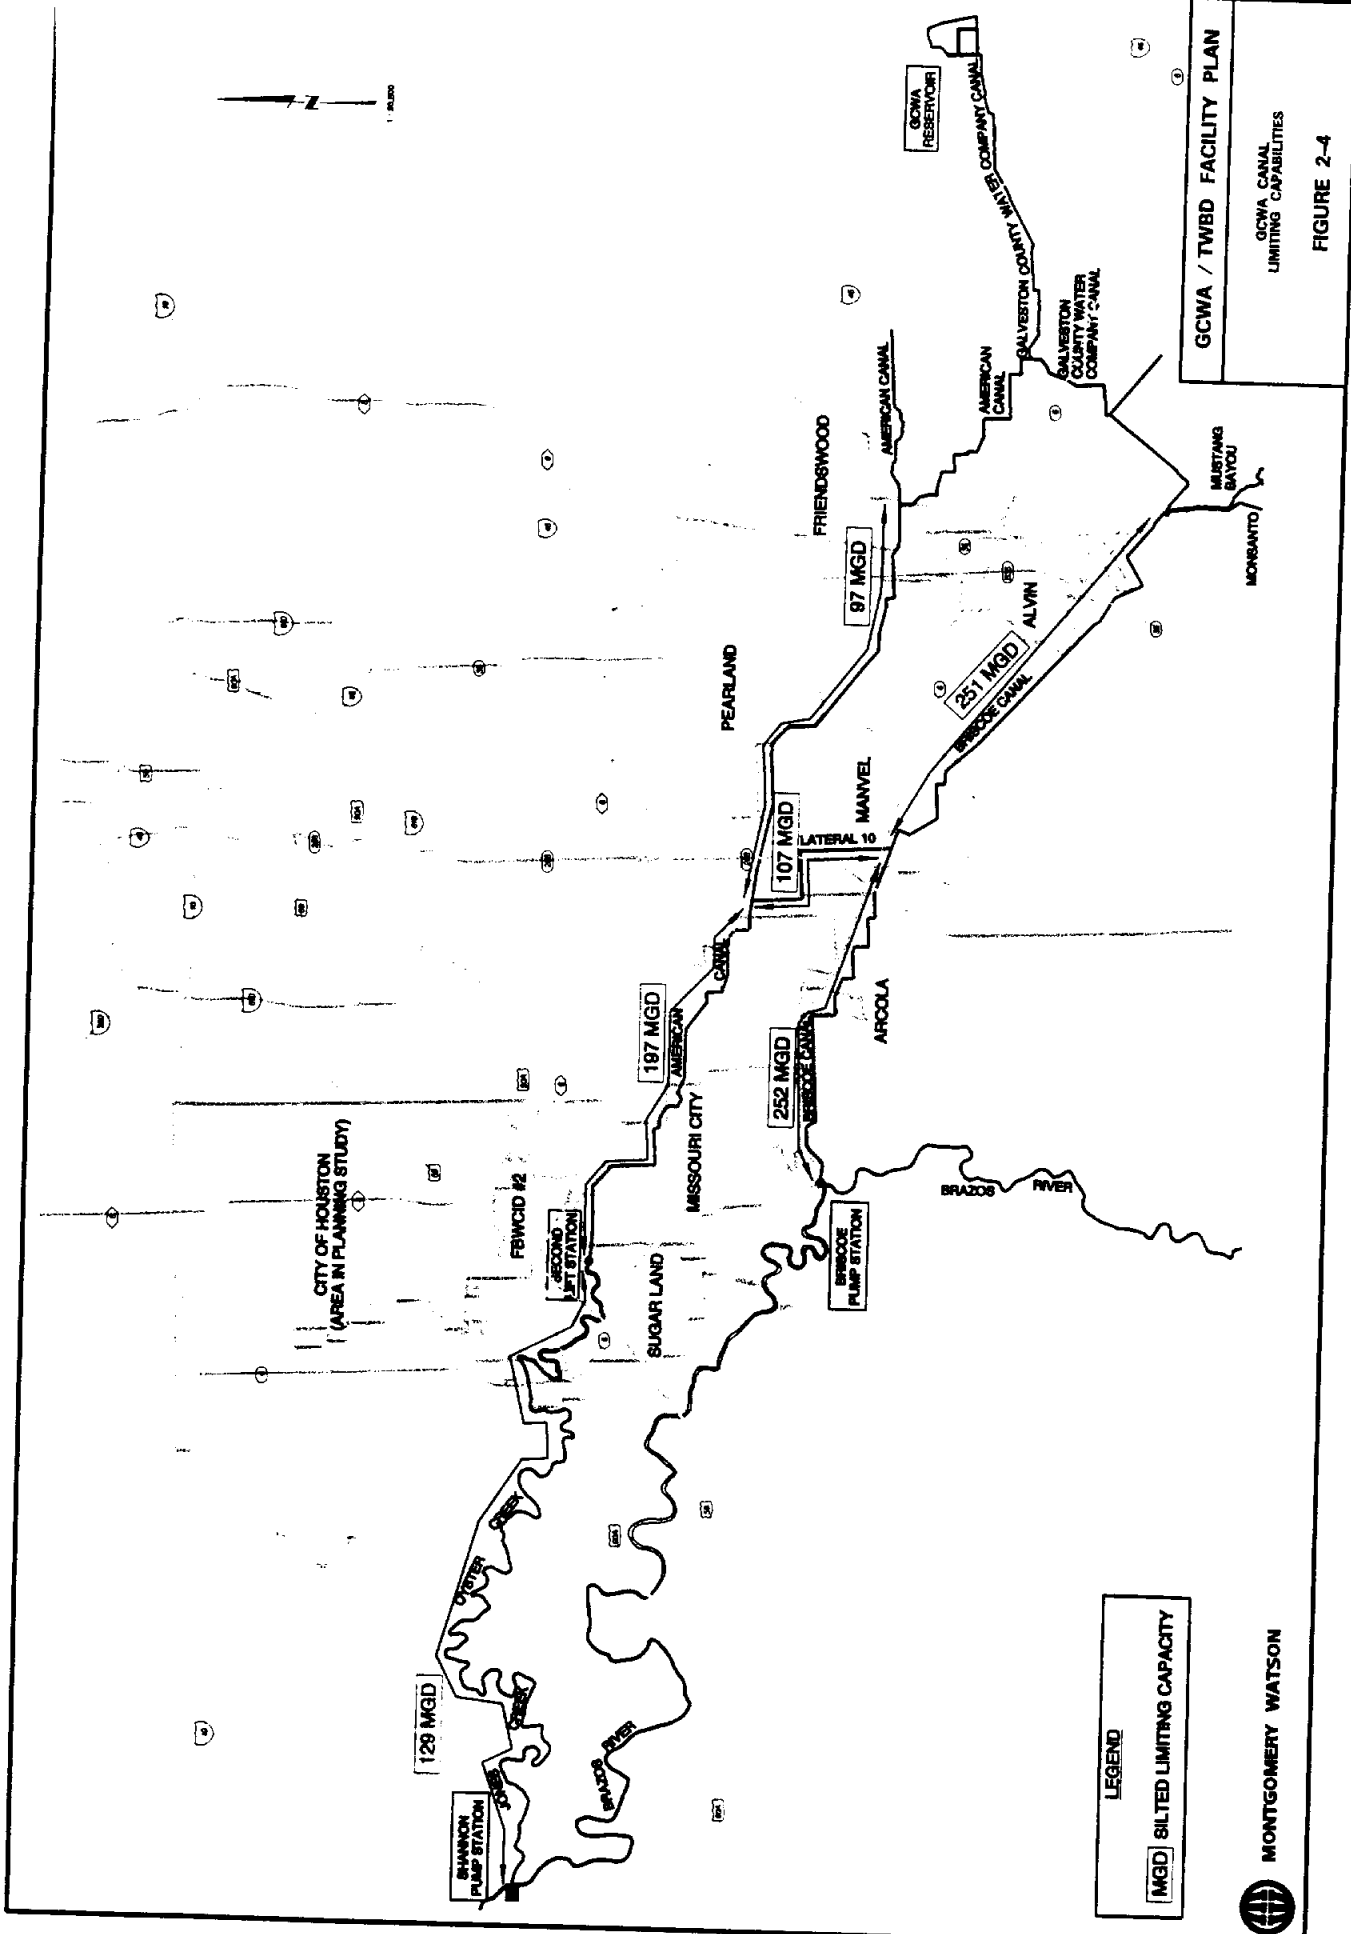 1 : 90,500
CITY OF HOUSTON
(AREA IN PLANNING STUDY)
FBWCID #2
SECOND
LIFT STATION
SHANNON
PUMP STATION
129 MGD
JONES
CREEK
OYSTER
CREEK
BRAZOS
RIVER
SUGAR LAND
MISSOURI CITY
197 MGD
AMERICAN
CANAL
BRISCOE
PUMP STATION
252 MGD
BRISCOE CANAL
BRAZOS
RIVER
ARCOLA
107 MGD
LATERAL 10
MANVEL
PEARLAND
251 MGD
BRISCOE CANAL
ALVIN
97 MGD
FRIENDSWOOD
AMERICAN CANAL
AMERICAN
CANAL
GALVESTON COUNTY WATER COMPANY CANAL
GALVESTON
COUNTY WATER
COMPANY CANAL
GCWA
RESERVOIR
MUSTANG
BAYOU
MONSANTO
LEGEND
MGD SILTED LIMITING CAPACITY
MONTGOMERY WATSON
GCWA / TWBD FACILITY PLAN
GCWA CANAL
LIMITING CAPABILITIES
FIGURE 2-4